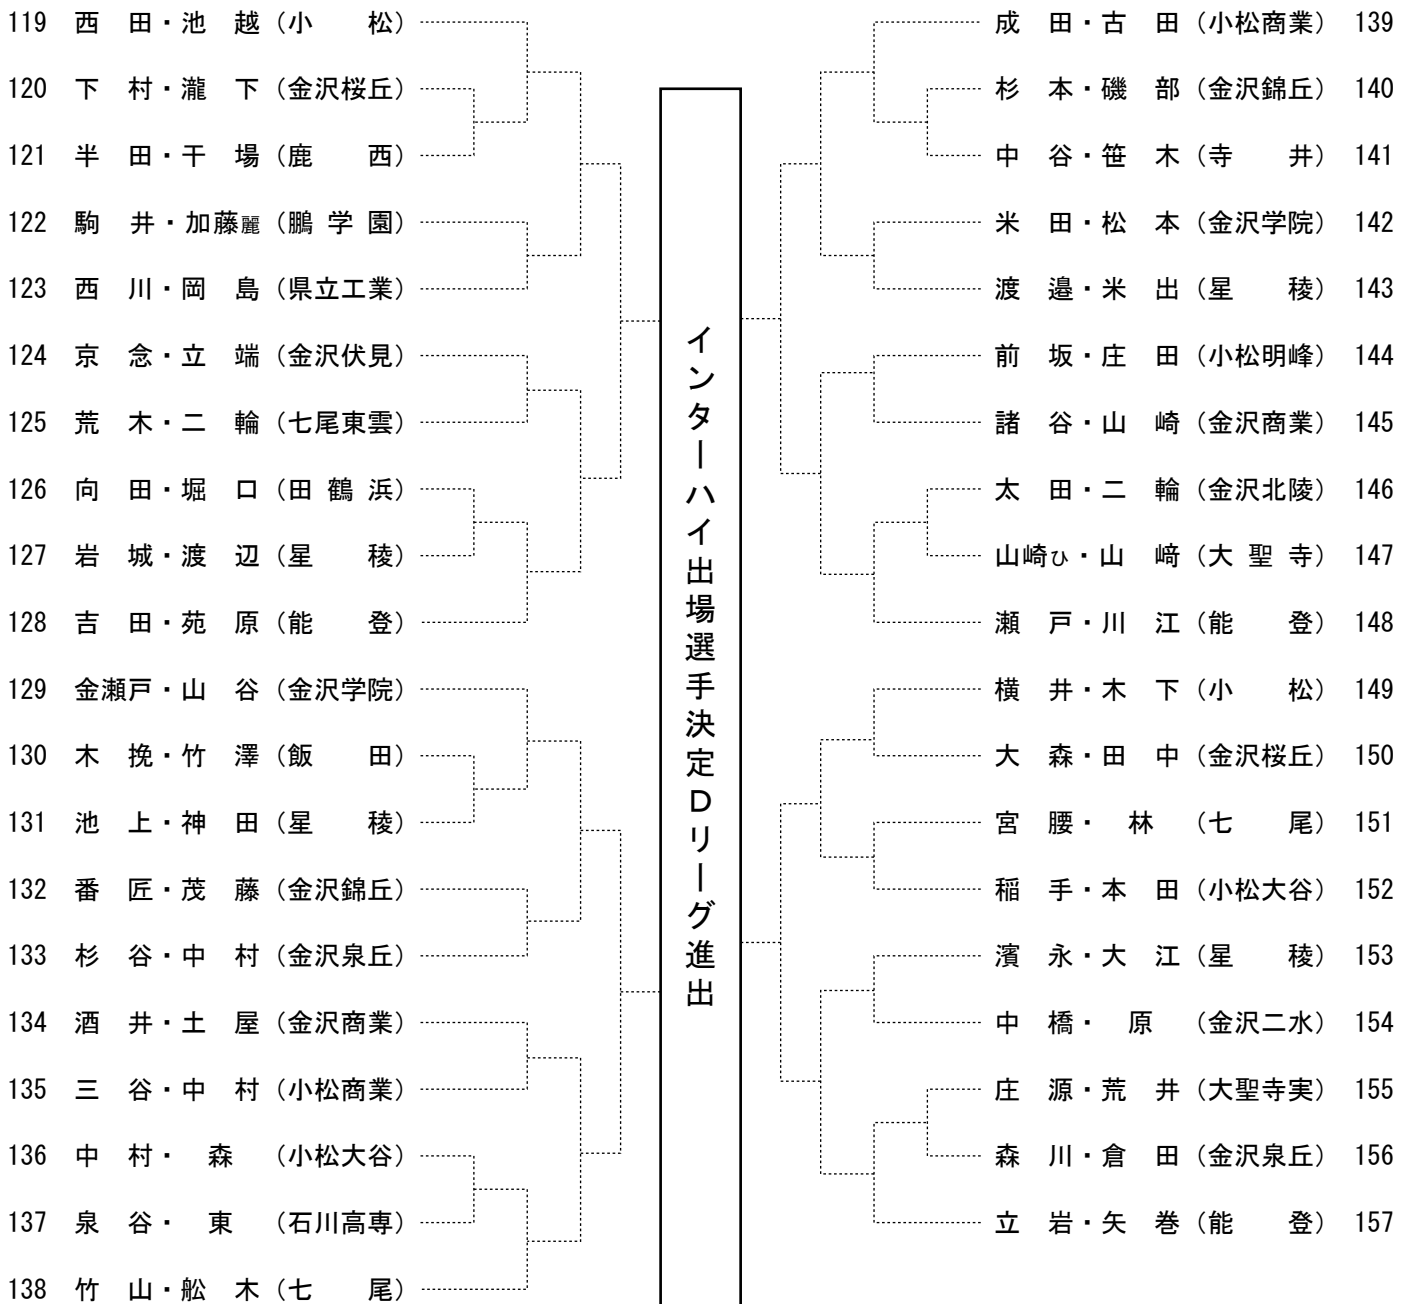 119 西 田・池 越（小 松）
120 下 村・瀧 下（金沢桜丘）
121 半 田・干 場（鹿 西）
122 駒 井・加藤麗（鵬 学 園）
123 西 川・岡 島（県立工業）
124 京 念・立 端（金沢伏見）
125 荒 木・二 輪（七尾東雲）
126 向 田・堀 口（田 鶴 浜）
127 岩 城・渡 辺（星 稜）
128 吉 田・苑 原（能 登）
129 金瀬戸・山 谷（金沢学院）
130 木 挽・竹 澤（飯 田）
131 池 上・神 田（星 稜）
132 番 匠・茂 藤（金沢錦丘）
133 杉 谷・中 村（金沢泉丘）
134 酒 井・土 屋（金沢商業）
135 三 谷・中 村（小松商業）
136 中 村・ 森 （小松大谷）
137 泉 谷・ 東 （石川高専）
138 竹 山・舩 木（七 尾）
インターハイ出場選手決定Ｄリーグ進出
成 田・古 田（小松商業） 139
杉 本・磯 部（金沢錦丘） 140
中 谷・笹 木（寺 井） 141
米 田・松 本（金沢学院） 142
渡 邉・米 出（星 稜） 143
前 坂・庄 田（小松明峰） 144
諸 谷・山 崎（金沢商業） 145
太 田・二 輪（金沢北陵） 146
山崎ひ・山 﨑（大 聖 寺） 147
瀬 戸・川 江（能 登） 148
横 井・木 下（小 松） 149
大 森・田 中（金沢桜丘） 150
宮 腰・ 林 （七 尾） 151
稲 手・本 田（小松大谷） 152
濱 永・大 江（星 稜） 153
中 橋・ 原 （金沢二水） 154
庄 源・荒 井（大聖寺実） 155
森 川・倉 田（金沢泉丘） 156
立 岩・矢 巻（能 登） 157